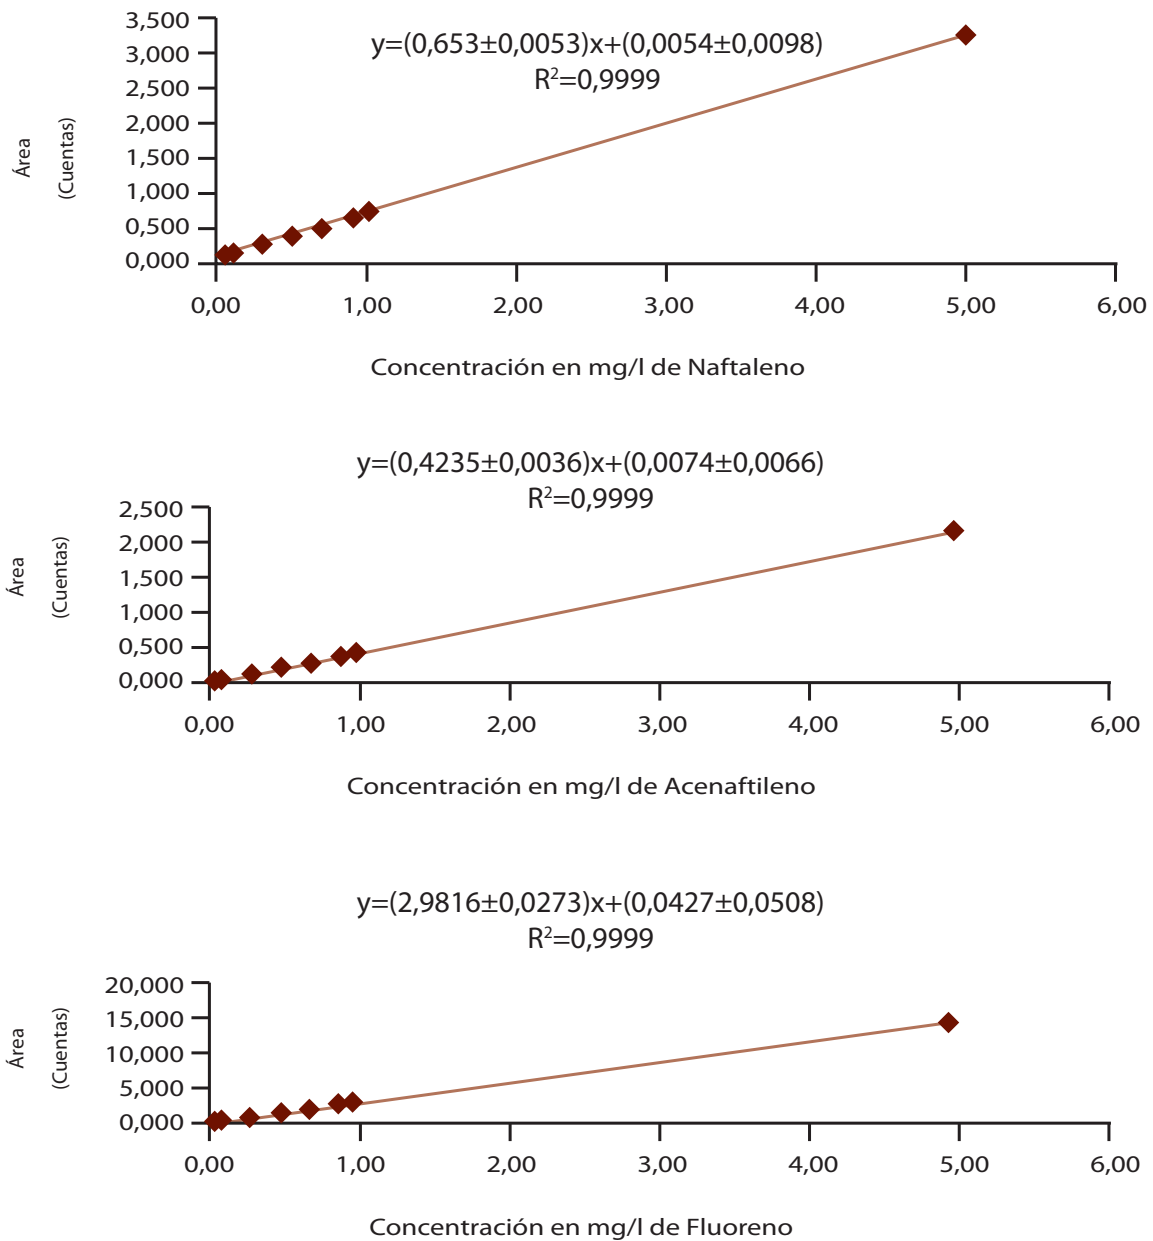 y=(0,653±0,0053)x+(0,0054±0,0098)
R²=0,9999
3,500
3,000
2,500
2,000
1,500
1,000
0,500
0,000
Área
(Cuentas)
0,00 1,00 2,00 3,00 4,00 5,00 6,00
Concentración en mg/l de Naftaleno
y=(0,4235±0,0036)x+(0,0074±0,0066)
R²=0,9999
2,500
2,000
1,500
1,000
0,500
0,000
Área
(Cuentas)
0,00 1,00 2,00 3,00 4,00 5,00 6,00
Concentración en mg/l de Acenaftileno
y=(2,9816±0,0273)x+(0,0427±0,0508)
R²=0,9999
20,000
15,000
10,000
5,000
0,000
Área
(Cuentas)
0,00 1,00 2,00 3,00 4,00 5,00 6,00
Concentración en mg/l de Fluoreno